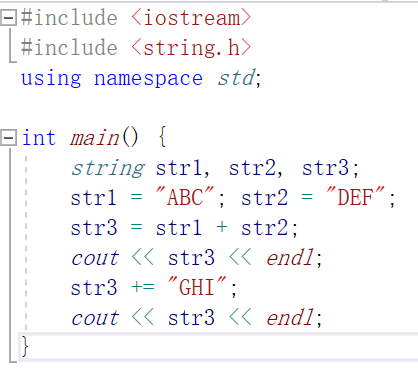 #include <iostream>
#include <string.h>
using namespace std;
int main() {
string str1, str2, str3;
str1 = "ABC"; str2 = "DEF";
str3 = str1 + str2;
cout << str3 << endl;
str3 += "GHI";
cout << str3 << endl;
}